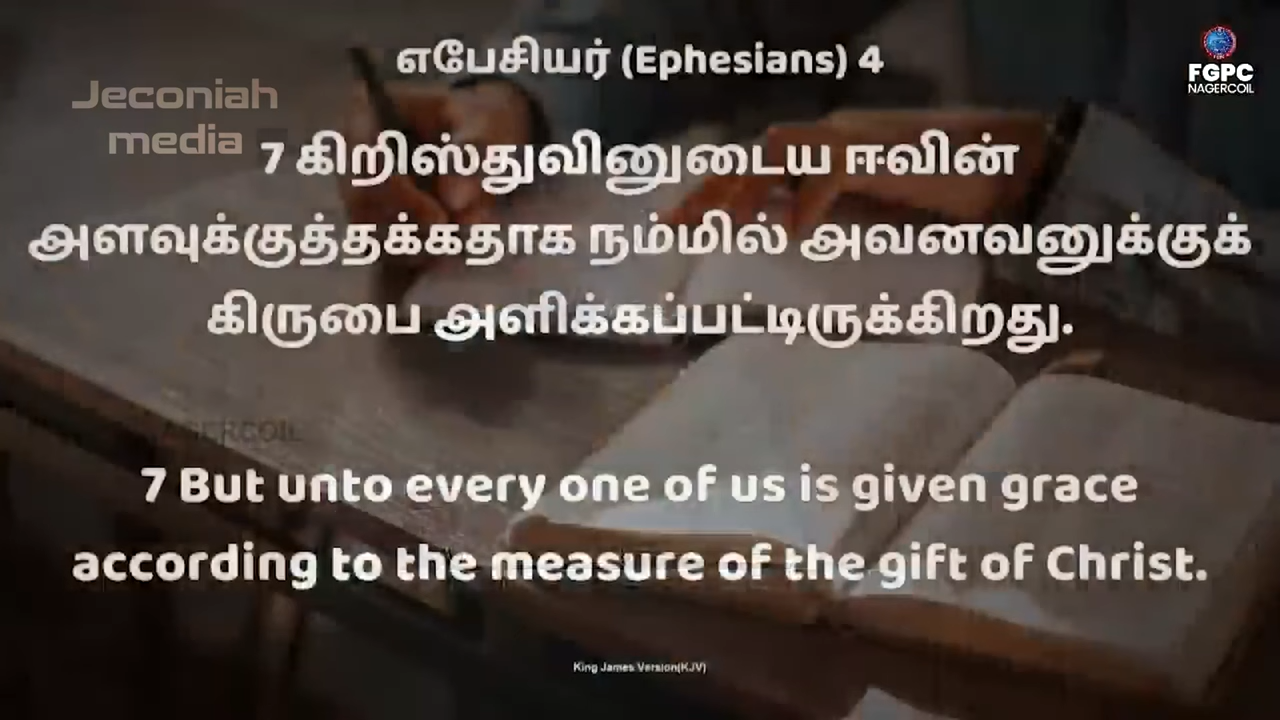 எபேசியர் (Ephesians) 4
FGPC
NAGERCOIL
Jeconiah
media
7 கிறிஸ்துவினுடைய ஈவின்
அளவுக்குத்தக்கதாக நம்மில் அவனவனுக்குக்
கிருபை அளிக்கப்பட்டிருக்கிறது.
NAGERCOIL
7 But unto every one of us is given grace
according to the measure of the gift of Christ.
King James Version(KJV)